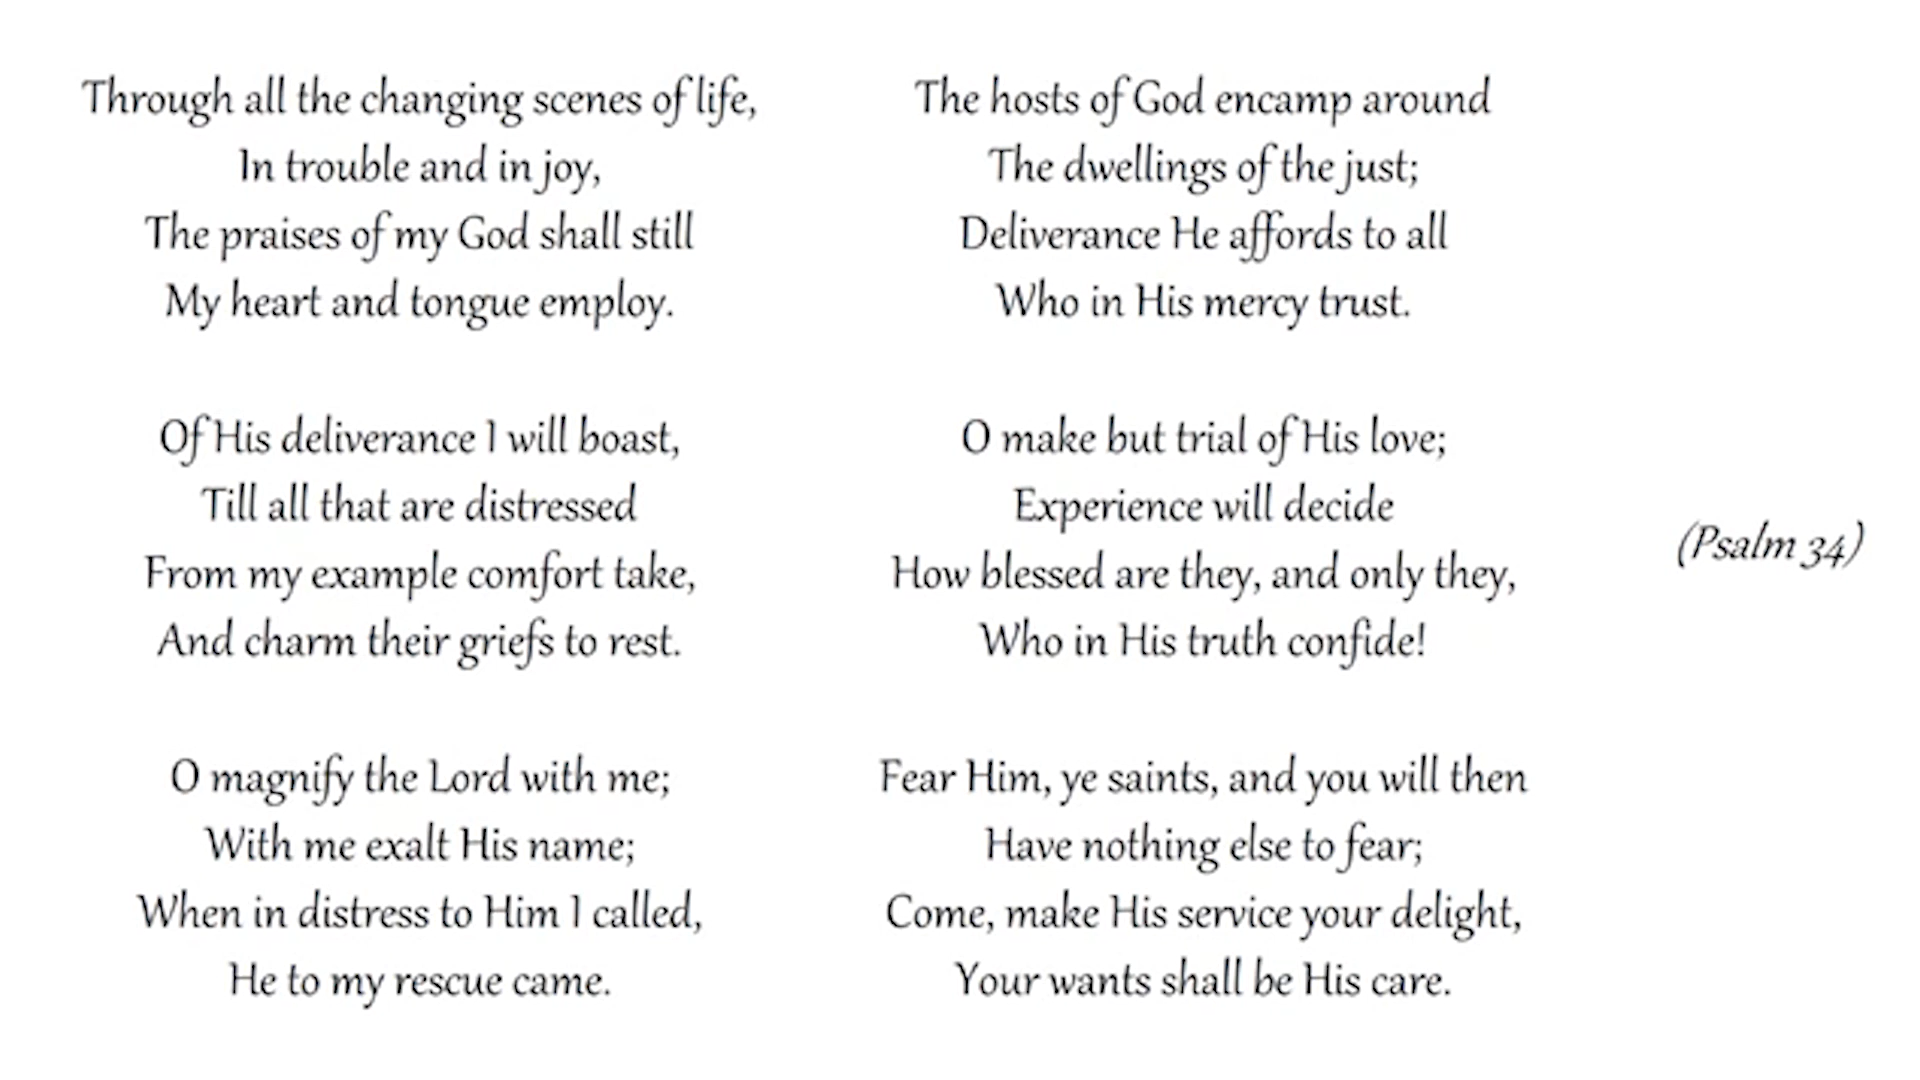 Through all the changing scenes of life,
In trouble and in joy,
The praises of my God shall still
My heart and tongue employ.
Of His deliverance I will boast,
Till all that are distressed
From my example comfort take,
And charm their griefs to rest.
O magnify the Lord with me;
With me exalt His name;
When in distress to Him I called,
He to my rescue came.
The hosts of God encamp around
The dwellings of the just;
Deliverance He affords to all
Who in His mercy trust.
O make but trial of His love;
Experience will decide
How blessed are they, and only they,
Who in His truth confide!
Fear Him, ye saints, and you will then
Have nothing else to fear;
Come, make His service your delight,
Your wants shall be His care.
(Psalm 34)